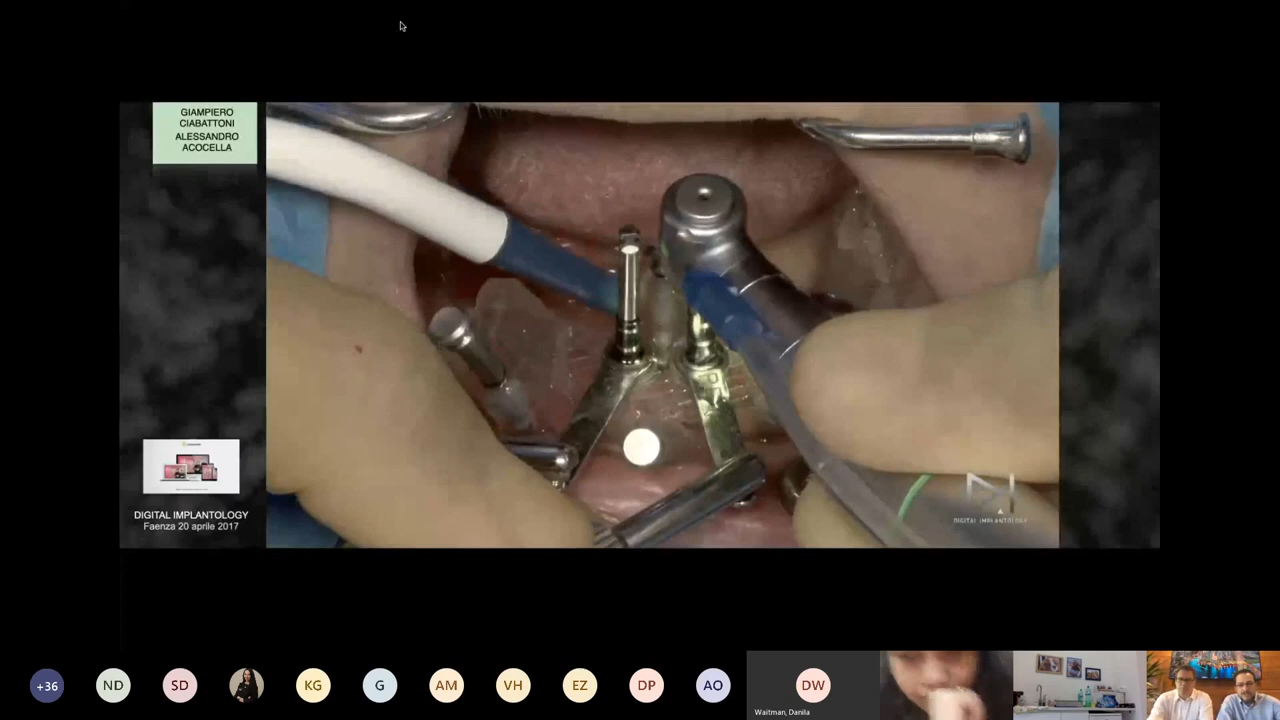 GIAMPIERO
CIABATTONI
ALESSANDRO
ACOCELLA
DIGITAL IMPLANTOLOGY
Faenza 20 aprile 2017
DIGITAL IMPLANTOLOGY
+36
ND
SD
KG
G
AM
VH
EZ
DP
AO
DW
Waitman, Danila